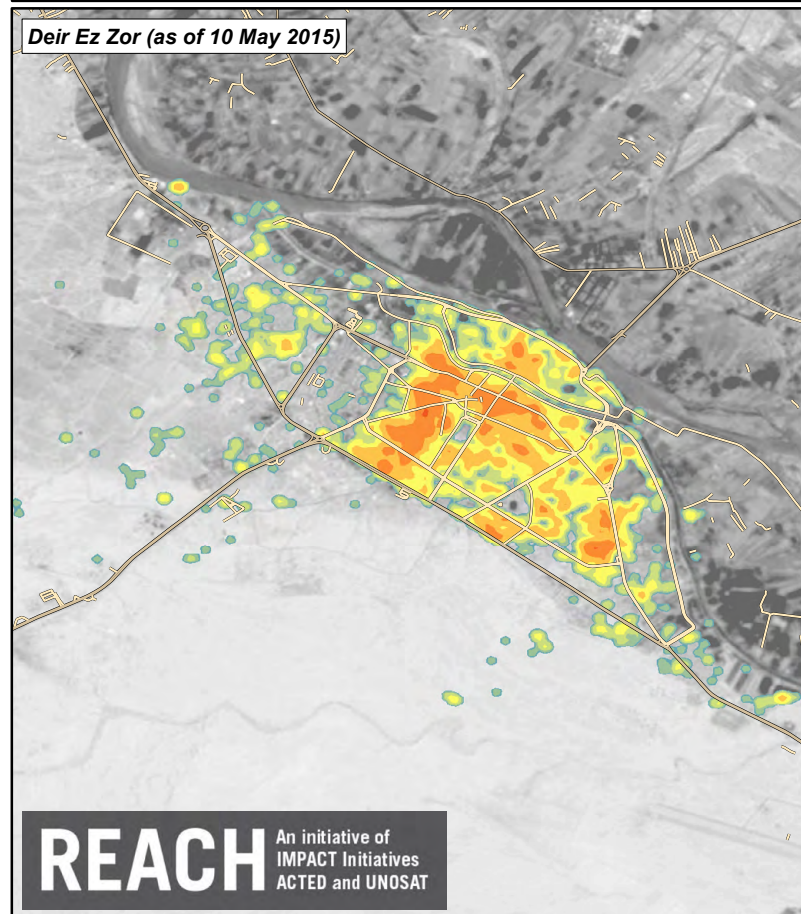 Deir Ez Zor (as of 10 May 2015)
REACH
An initiative of
IMPACT Initiatives
ACTED and UNOSAT